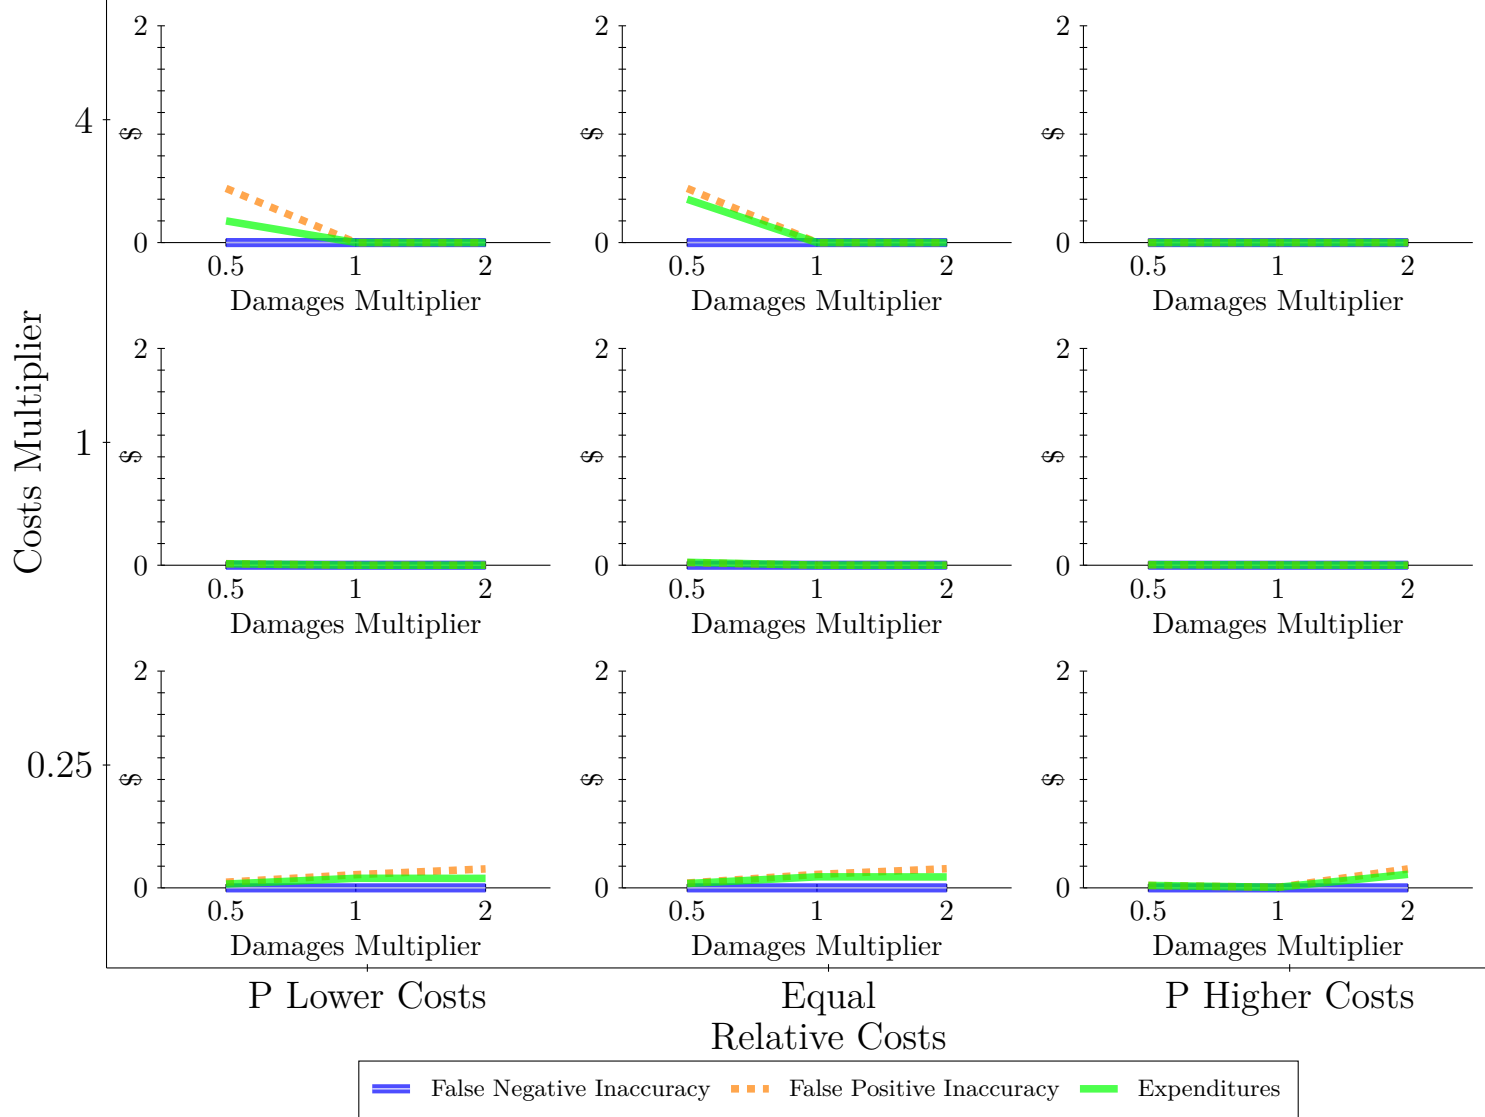 2
4
$
0
0.5 1 2
Damages Multiplier
2
$
0
0.5 1 2
Damages Multiplier
2
$
0
0.5 1 2
Damages Multiplier
Costs Multiplier
2
1
$
0
0.5 1 2
Damages Multiplier
2
$
0
0.5 1 2
Damages Multiplier
2
$
0
0.5 1 2
Damages Multiplier
2
0.25
$
0
0.5 1 2
Damages Multiplier
2
$
0
0.5 1 2
Damages Multiplier
2
$
0
0.5 1 2
Damages Multiplier
P Lower Costs Equal P Higher Costs
Relative Costs
False Negative Inaccuracy False Positive Inaccuracy Expenditures